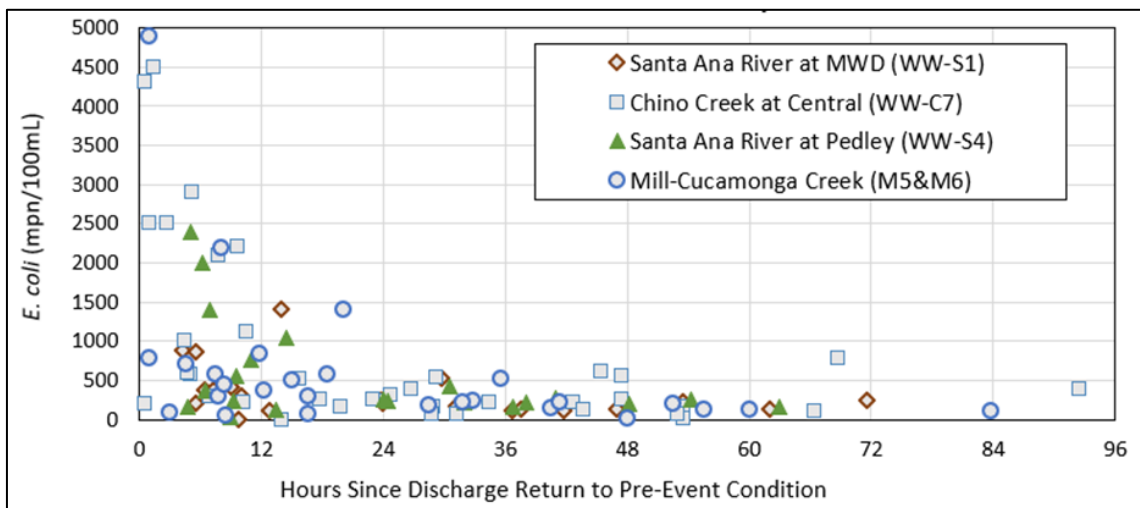 5000
4500
4000
3500
3000
2500
2000
1500
1000
500
0
E. coli (mpn/100mL)
Santa Ana River at MWD (WW-S1)
Chino Creek at Central (WW-C7)
Santa Ana River at Pedley (WW-S4)
Mill-Cucamonga Creek (M5&M6)
0 12 24 36 48 60 72 84 96
Hours Since Discharge Return to Pre-Event Condition